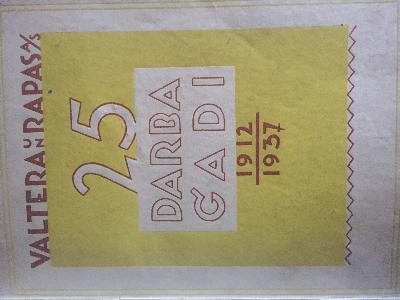 VALTERA UN RAPAS A/S
25
DARBA
GADI
1912
1937